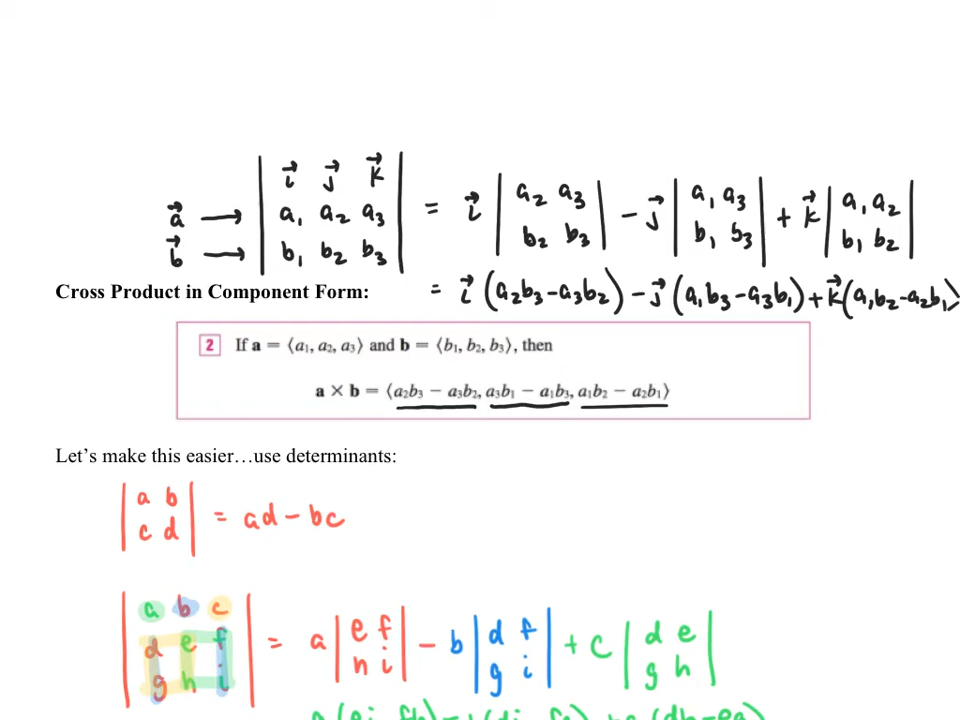 i⃗ j⃗ k⃗
a⃗ → | a₁ a₂ a₃ | = i⃗ | a₂ a₃ | − j⃗ | a₁ a₃ | + k⃗ | a₁ a₂ |
b⃗ → | b₁ b₂ b₃ | | b₂ b₃ | | b₁ b₃ | | b₁ b₂ |
Cross Product in Component Form: = i⃗ (a₂b₃−a₃b₂) − j⃗ (a₁b₃−a₃b₁) + k⃗ (a₁b₂−a₂b₁)
2 If a = ⟨a₁, a₂, a₃⟩ and b = ⟨b₁, b₂, b₃⟩, then
a × b = ⟨a₂b₃ − a₃b₂, a₃b₁ − a₁b₃, a₁b₂ − a₂b₁⟩
Let’s make this easier…use determinants:
| a b |
| c d | = ad − bc
| a b c |
| d e f | = a | e f | − b | d f | + c | d e |
| g h i | | h i | | g i | | g h |